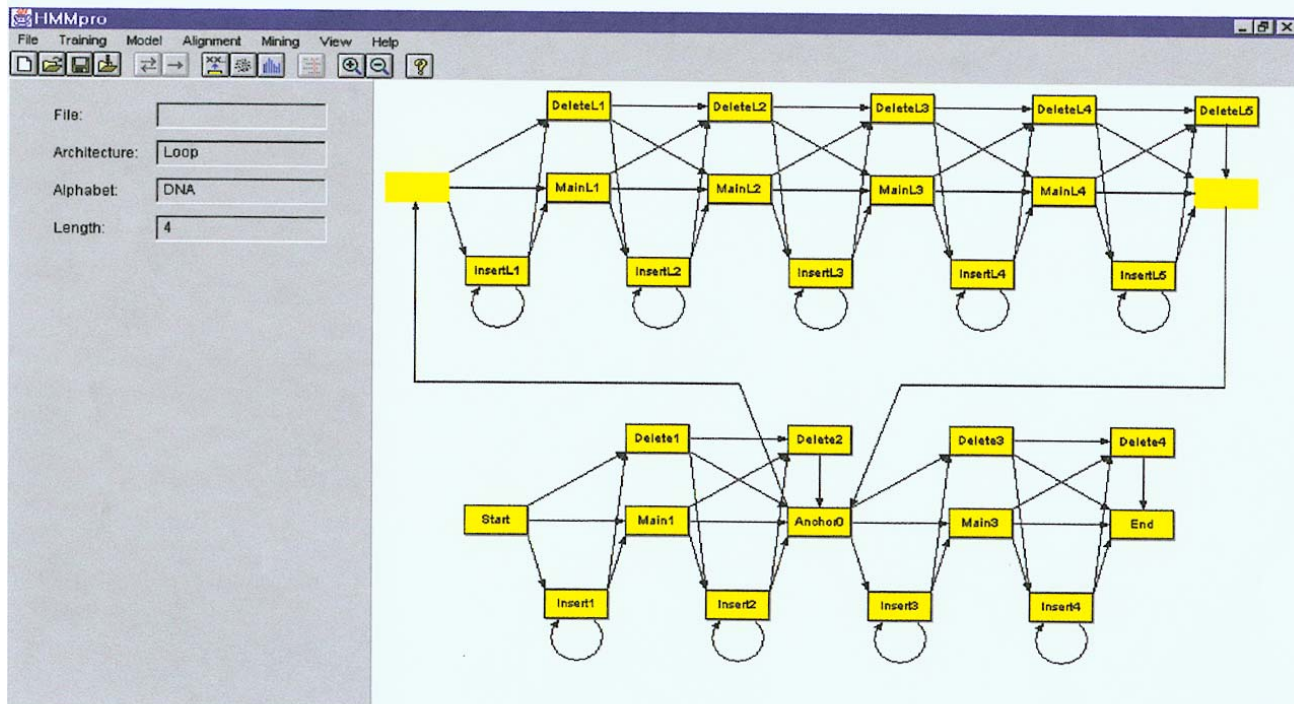 HMMpro
File Training Model Alignment Mining View Help
File:
Architecture: Loop
Alphabet: DNA
Length: 4
DeleteL1 DeleteL2 DeleteL3 DeleteL4 DeleteL5
MainL1 MainL2 MainL3 MainL4
InsertL1 InsertL2 InsertL3 InsertL4 InsertL5
Delete1 Delete2 Delete3 Delete4
Start Main1 Anchor0 Main3 End
Insert1 Insert2 Insert3 Insert4